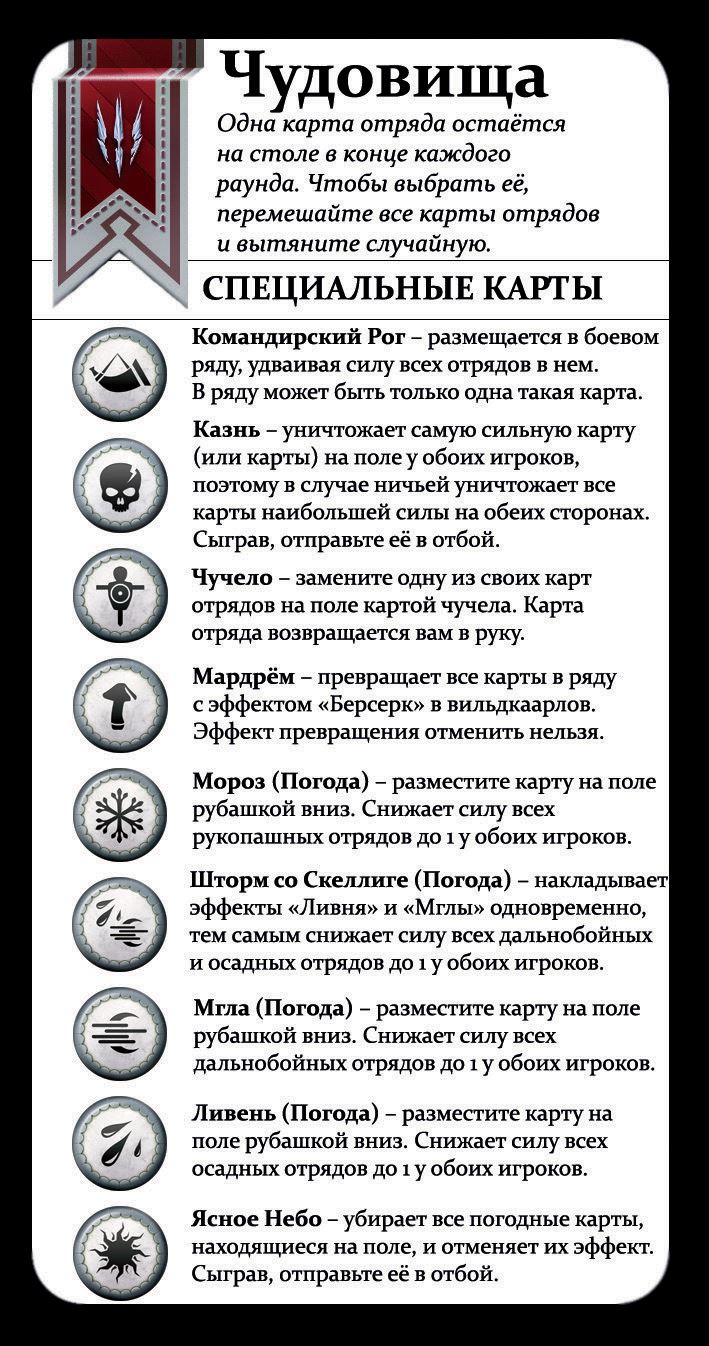 Чудовища
Одна карта отряда остаётся
на столе в конце каждого
раунда. Чтобы выбрать её,
перемешайте все карты отрядов
и вытяните случайную.
СПЕЦИАЛЬНЫЕ КАРТЫ
Командирский Рог – размещается в боевом
ряду, удваивая силу всех отрядов в нем.
В ряду может быть только одна такая карта.
Казнь – уничтожает самую сильную карту
(или карты) на поле у обоих игроков,
поэтому в случае ничьей уничтожает все
карты наибольшей силы на обеих сторонах.
Сыграв, отправьте её в отбой.
Чучело – замените одну из своих карт
отрядов на поле картой чучела. Карта
отряда возвращается вам в руку.
Мардрём – превращает все карты в ряду
с эффектом «Берсерк» в вильдкаарлов.
Эффект превращения отменить нельзя.
Мороз (Погода) – разместите карту на поле
рубашкой вниз. Снижает силу всех
рукопашных отрядов до 1 у обоих игроков.
Шторм со Скеллиге (Погода) – накладывает
эффекты «Ливня» и «Мглы» одновременно,
тем самым снижает силу всех дальнобойных
и осадных отрядов до 1 у обоих игроков.
Мгла (Погода) – разместите карту на поле
рубашкой вниз. Снижает силу всех
дальнобойных отрядов до 1 у обоих игроков.
Ливень (Погода) – разместите карту на
поле рубашкой вниз. Снижает силу всех
осадных отрядов до 1 у обоих игроков.
Ясное Небо – убирает все погодные карты,
находящиеся на поле, и отменяет их эффект.
Сыграв, отправьте её в отбой.